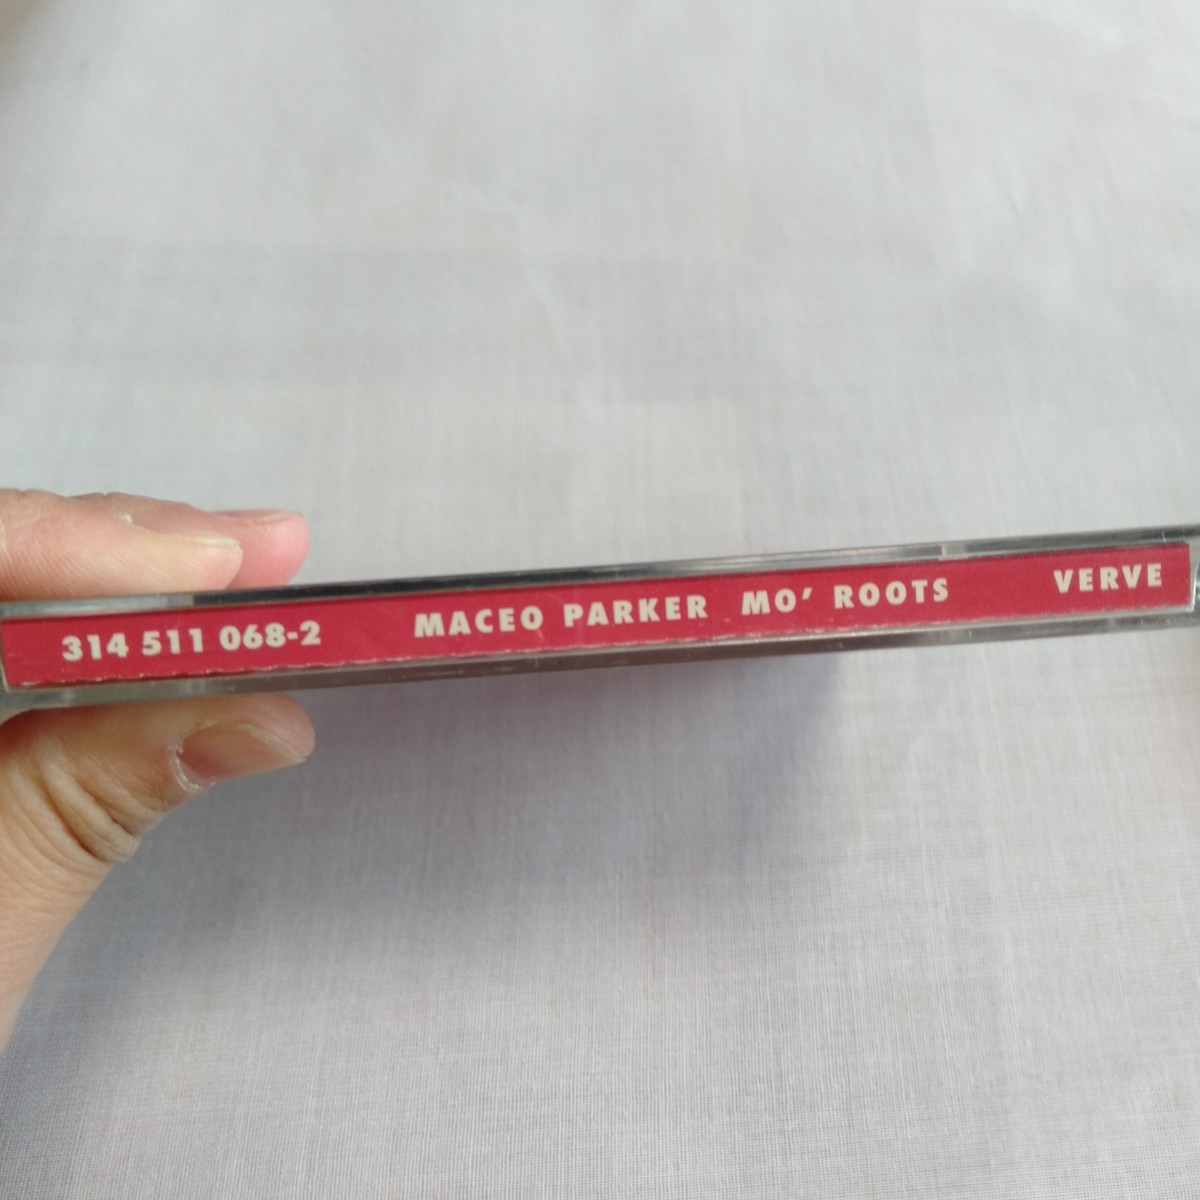 314 511 068-2 MACEO PARKER MO' ROOTS VERVE